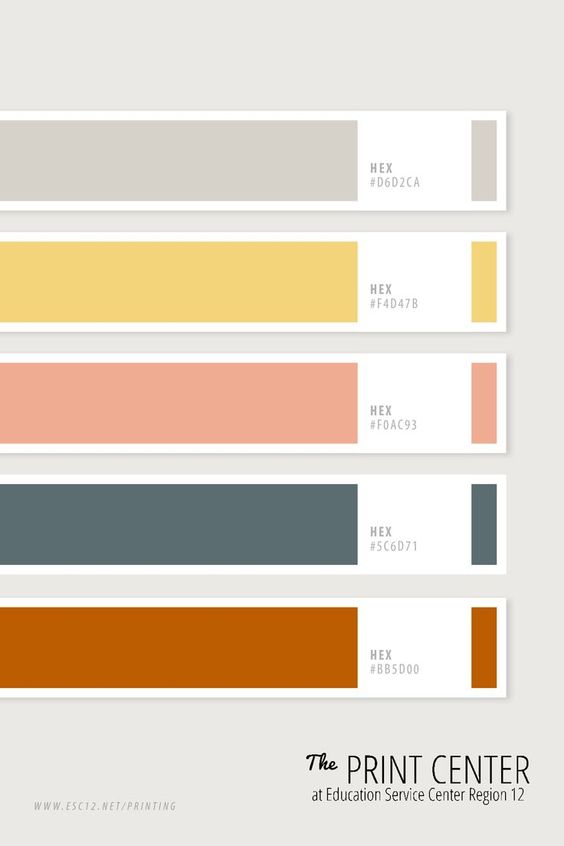 HEX
#D6D2CA
HEX
#F4D47B
HEX
#F0AC93
HEX
#5C6D71
HEX
#BB5D00
The PRINT CENTER
at Education Service Center Region 12
WWW.ESC12.NET/PRINTING